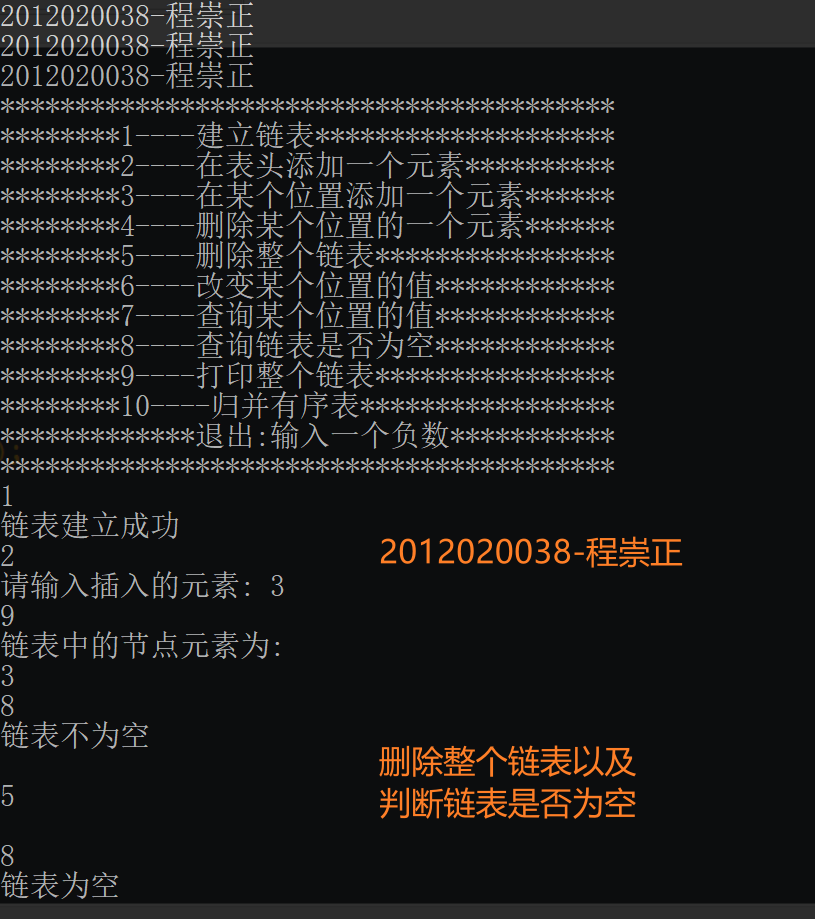 2012020038-程崇正
2012020038-程崇正
2012020038-程崇正
*****************************************
********1----建立链表********************
********2----在表头添加一个元素**********
********3----在某个位置添加一个元素******
********4----删除某个位置的一个元素******
********5----删除整个链表****************
********6----改变某个位置的值************
********7----查询某个位置的值************
********8----查询链表是否为空************
********9----打印整个链表****************
********10----归并有序表*****************
*************退出:输入一个负数***********
*****************************************
1
链表建立成功
2
2012020038-程崇正
请输入插入的元素: 3
9
链表中的节点元素为:
3
8
链表不为空
删除整个链表以及
5
判断链表是否为空
8
链表为空